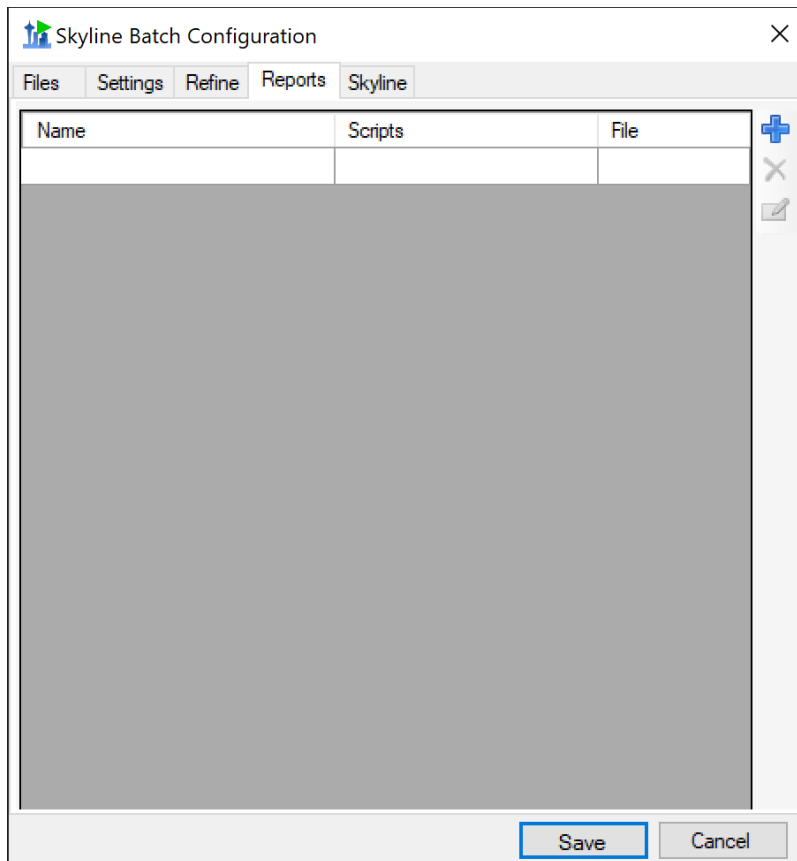 Skyline Batch Configuration
Files Settings Refine Reports Skyline
Name Scripts File
Save Cancel